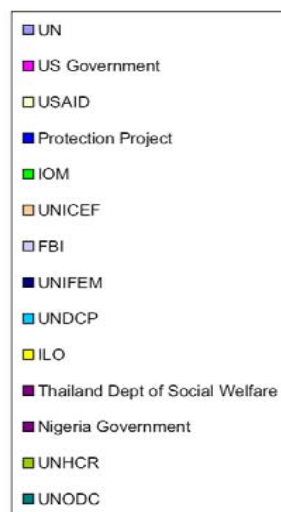 UN
US Government
USAID
Protection Project
IOM
UNICEF
FBI
UNIFEM
UNDCP
ILO
Thailand Dept of Social Welfare
Nigeria Government
UNHCR
UNODC